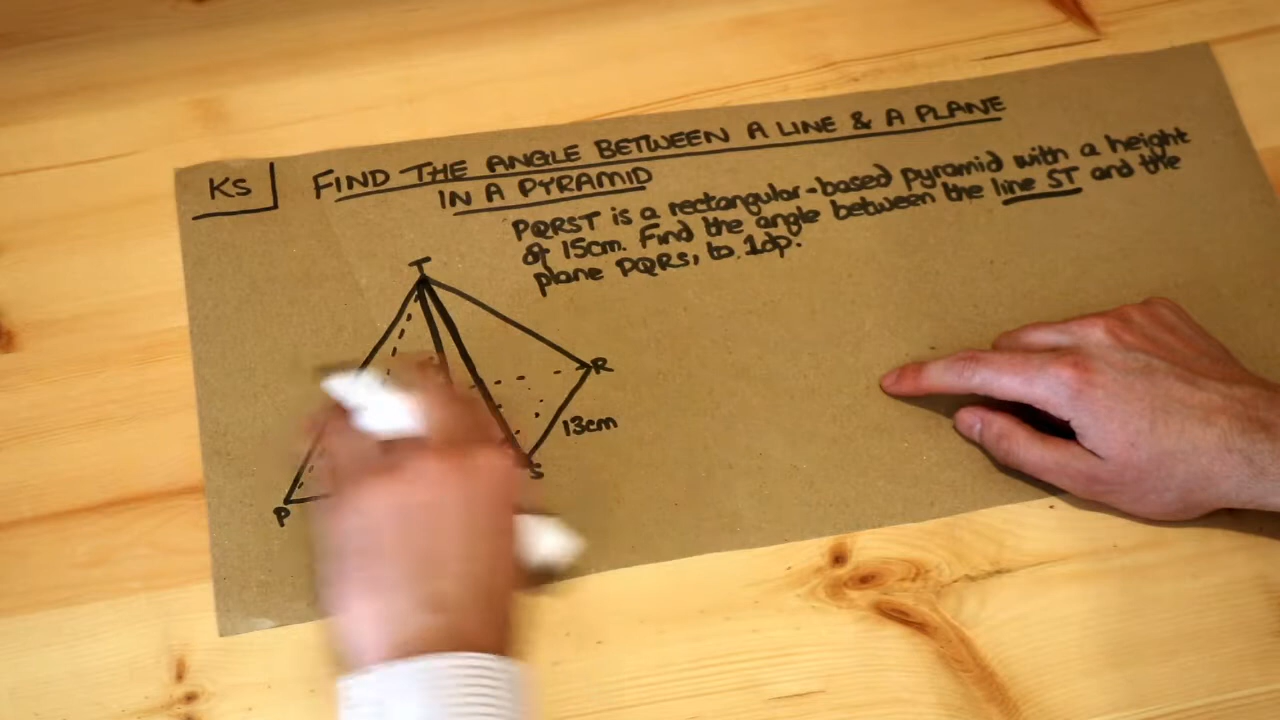 Ks
FIND THE ANGLE BETWEEN A LINE & A PLANE
IN A PYRAMID
PQRST is a rectangular-based pyramid with a height
of 15cm. Find the angle between the line ST and the
plane PQRS, to 1dp.
T
R
13cm
S
P